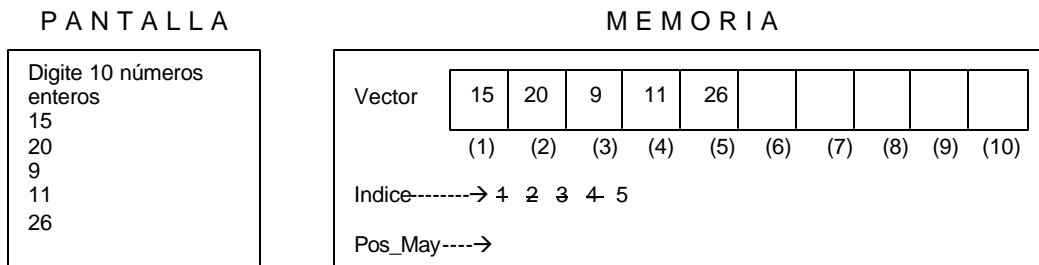 P A N T A L L A
M E M O R I A
Digite 10 números
enteros
15
20
9
11
26
Vector 15 20 9 11 26
(1) (2) (3) (4) (5) (6) (7) (8) (9) (10)
Indice--------→ 1 2 3 4 5
Pos_May----→